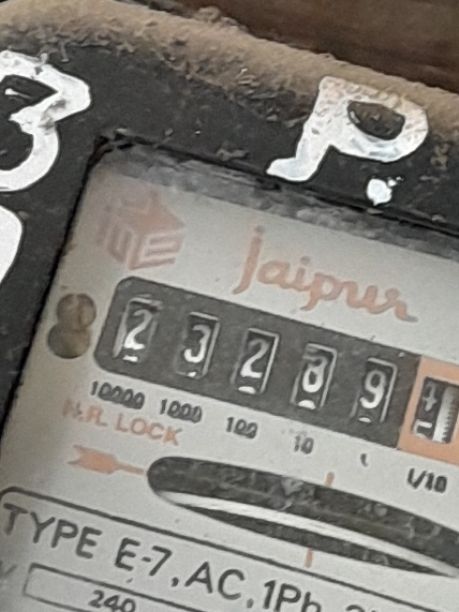 3 P.
Jaipur
2 3 2 8 9
10000 1000 100 10 1 1/10
N.R. LOCK
TYPE E-7, AC, 1Ph
240